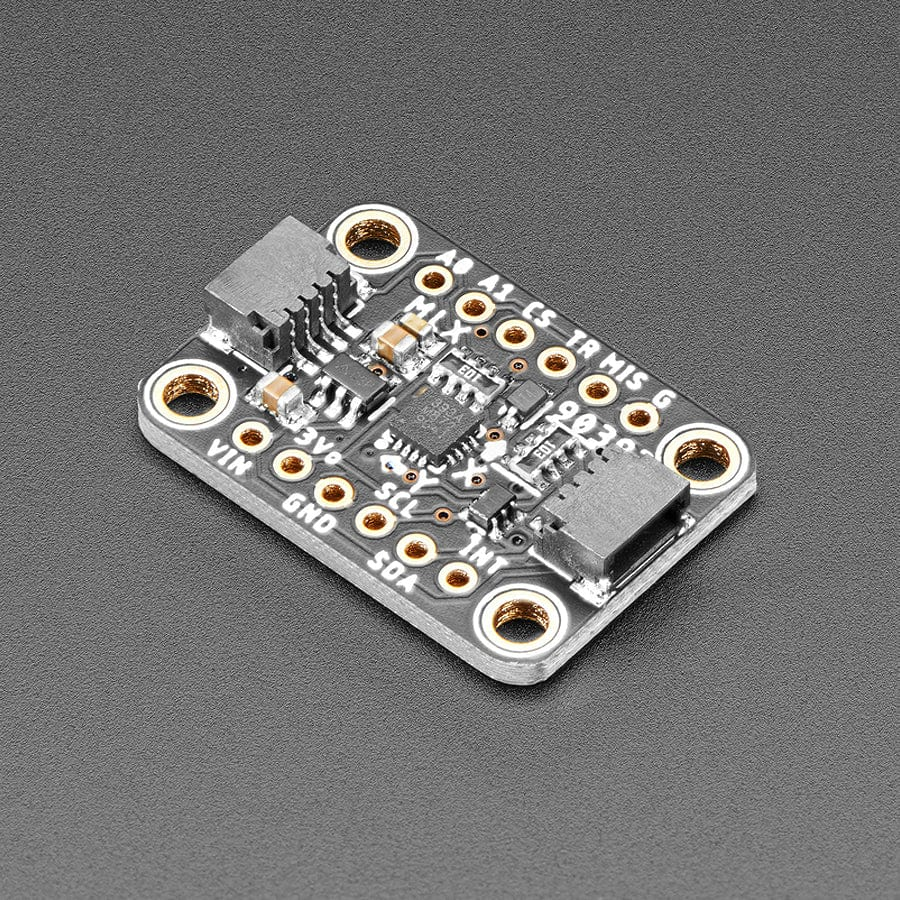 A0 A1 CS TR MIS G
MLX
VIN
3Vo
GND
SCL
SDA
INT
Y
X